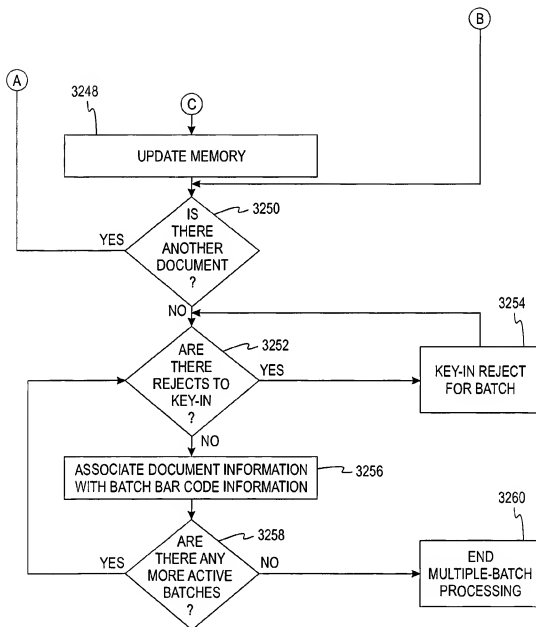 B
A
C
3248
UPDATE MEMORY
3250
IS
THERE
ANOTHER
DOCUMENT
?
YES
NO
3252
3254
ARE
THERE
REJECTS TO
KEY-IN
?
YES
KEY-IN REJECT
FOR BATCH
NO
ASSOCIATE DOCUMENT INFORMATION
WITH BATCH BAR CODE INFORMATION
3256
3258
3260
ARE
THERE ANY
MORE ACTIVE
BATCHES
?
YES
NO
END
MULTIPLE-BATCH
PROCESSING